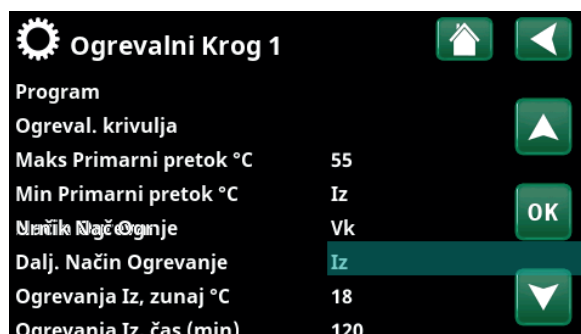 Ogrevalni Krog 1
Program
Ogreval. krivulja
Maks Primarni pretok °C 55
Min Primarni pretok °C Iz
Vk
OK
Dalj. Način Ogrevanje Iz
Ogrevanja Iz, zunaj °C 18
Ogrevanja Iz, čas (min) 120